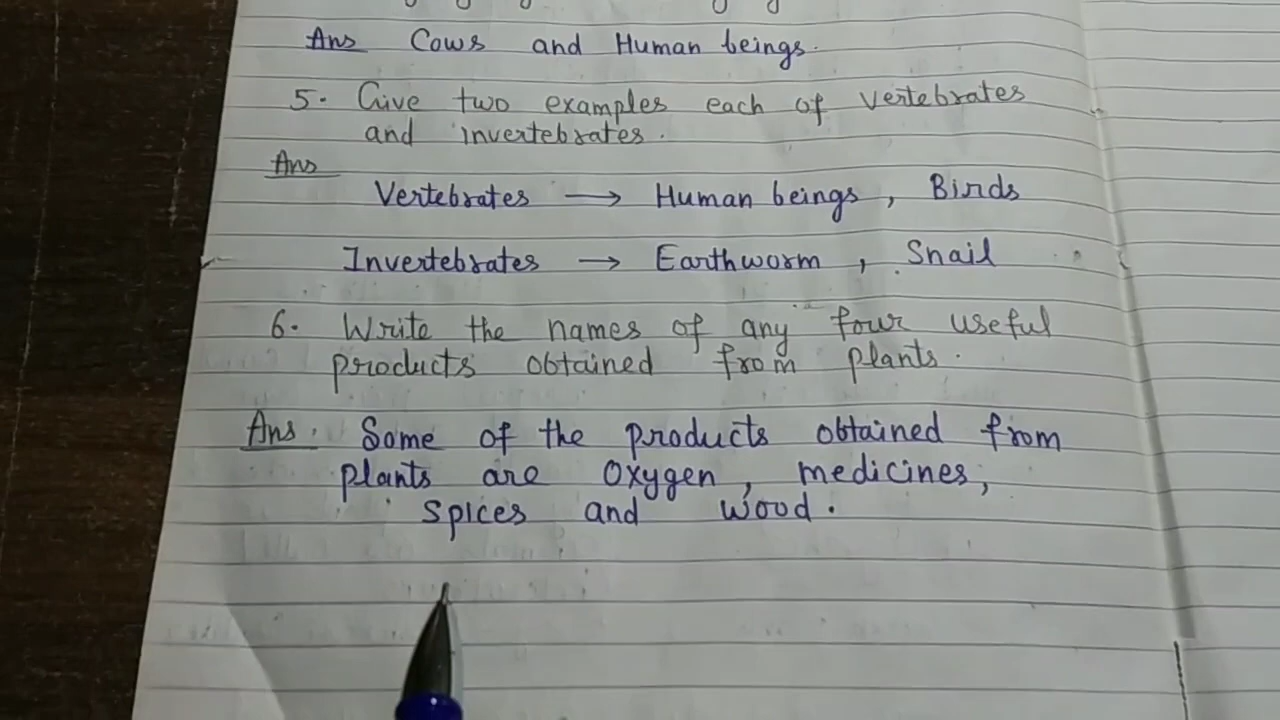 Ans Cows and Human beings.
5. Give two examples each of vertebrates
and invertebrates.
Ans
Vertebrates → Human beings, Birds
Invertebrates → Earthworm, Snail
6. Write the names of any four useful
products obtained from plants.
Ans. Some of the products obtained from
plants are Oxygen, medicines,
spices and wood.